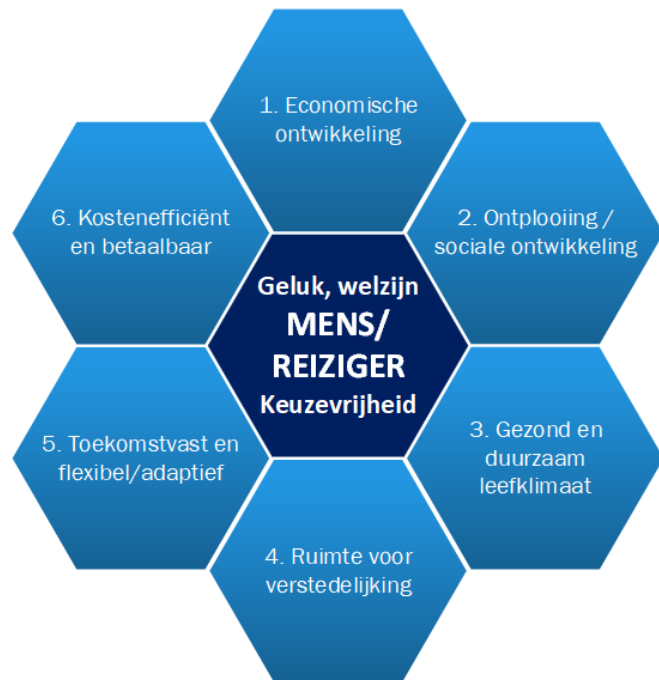 1. Economische
ontwikkeling
2. Ontplooiing /
sociale ontwikkeling
3. Gezond en
duurzaam
leefklimaat
4. Ruimte voor
verstedelijking
5. Toekomstvast en
flexibel/adaptief
6. Kostenefficiënt
en betaalbaar
Geluk, welzijn
MENS/
REIZIGER
Keuzevrijheid